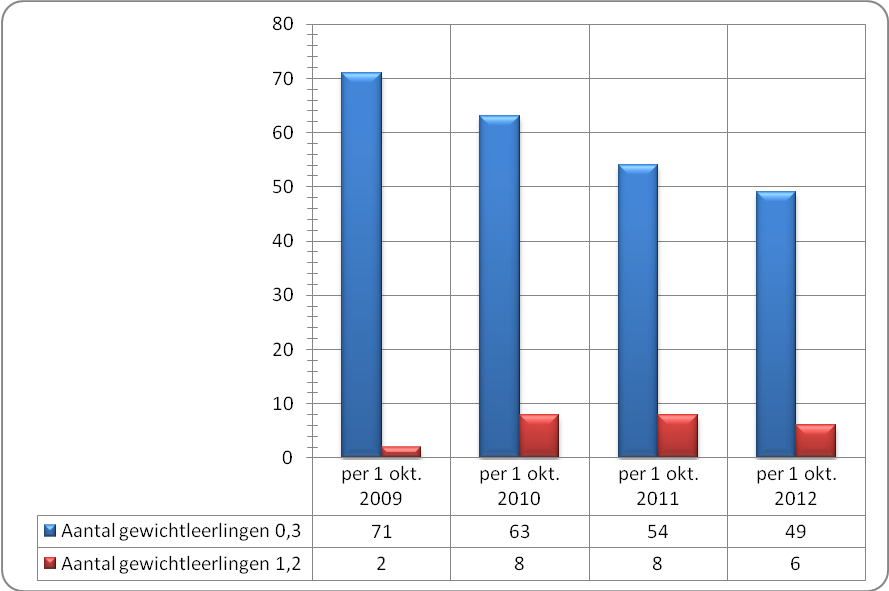 80
70
60
50
40
30
20
10
0
per 1 okt. per 1 okt. per 1 okt. per 1 okt.
2009 2010 2011 2012
Aantal gewichtleerlingen 0,3 71 63 54 49
Aantal gewichtleerlingen 1,2 2 8 8 6